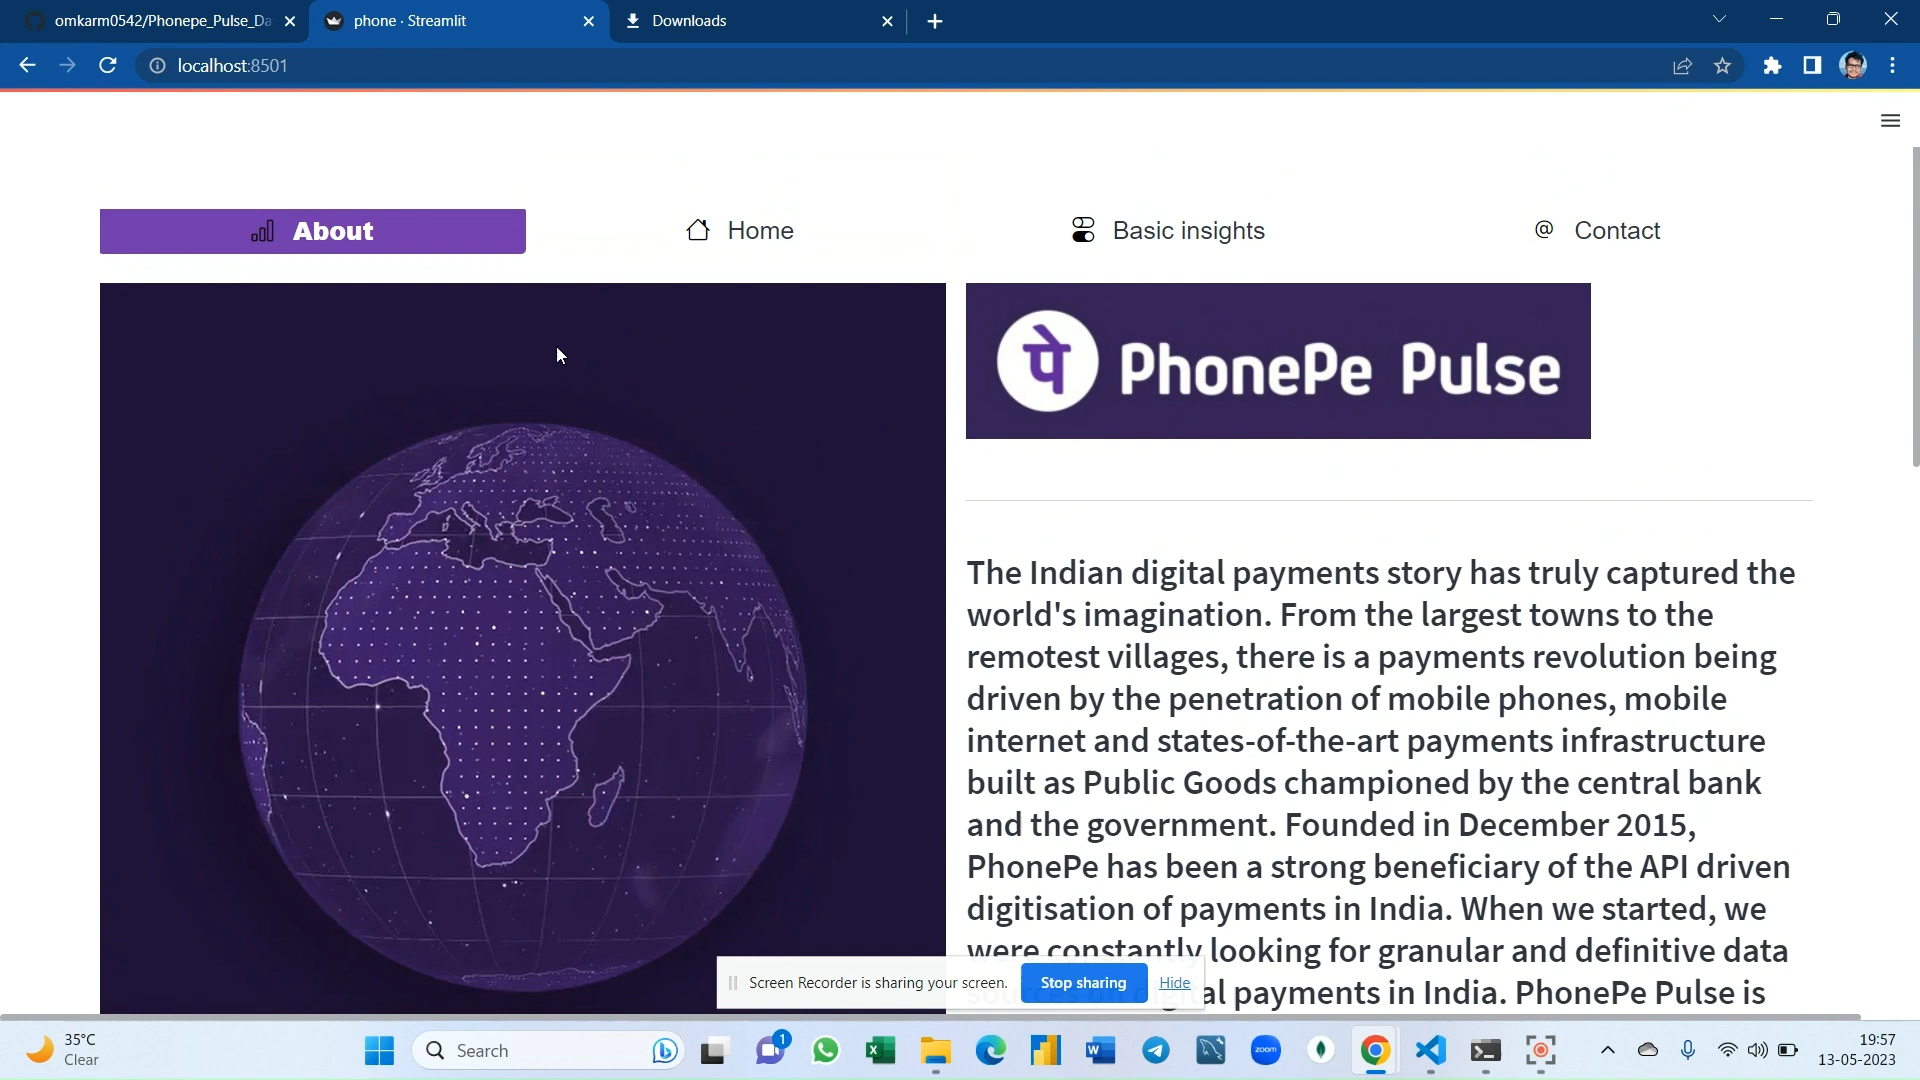 omkarm0542/Phonepe_Pulse_Da
phone · Streamlit
Downloads
localhost:8501
About
Home
Basic insights
@ Contact
पे PhonePe Pulse
The Indian digital payments story has truly captured the
world's imagination. From the largest towns to the
remotest villages, there is a payments revolution being
driven by the penetration of mobile phones, mobile
internet and states-of-the-art payments infrastructure
built as Public Goods championed by the central bank
and the government. Founded in December 2015,
PhonePe has been a strong beneficiary of the API driven
digitisation of payments in India. When we started, we
were constantly looking for granular and definitive data
sources on digital payments in India. PhonePe Pulse is
Screen Recorder is sharing your screen.
Stop sharing
Hide
35°C
Clear
Search
1
zoom
19:57
13-05-2023